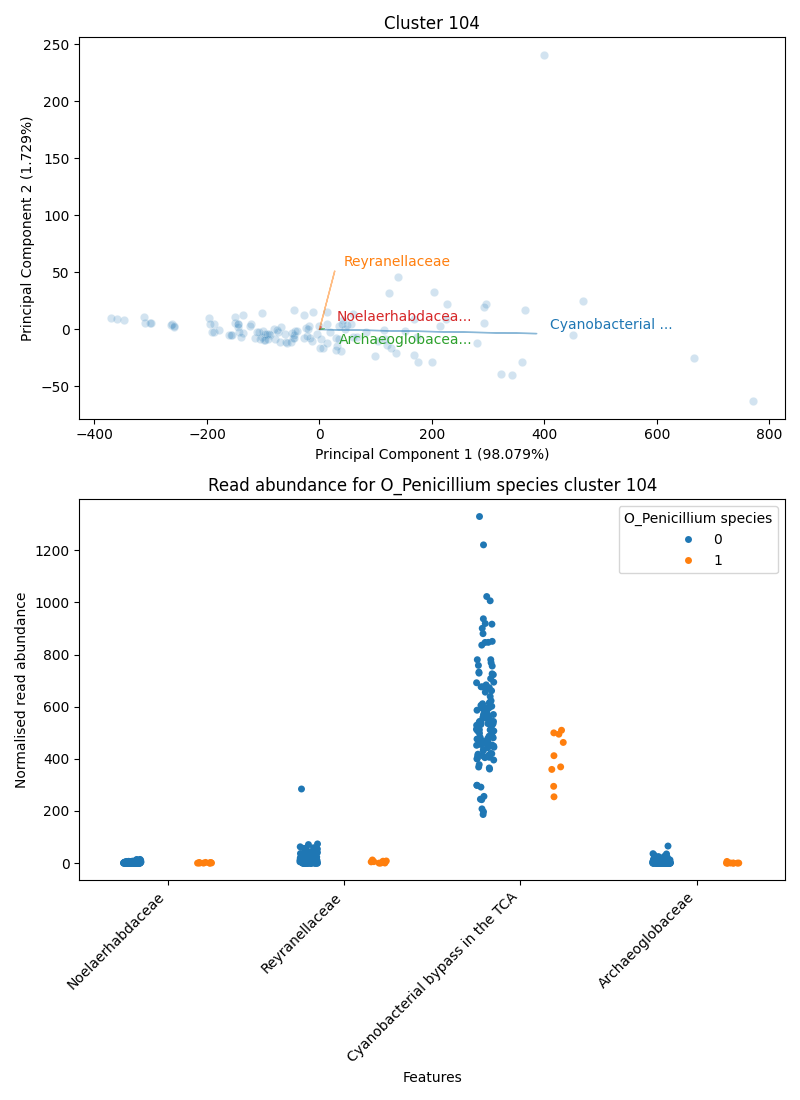 Cluster 104
250
200
150
100
50
0
−50
Principal Component 2 (1.729%)
Reyranellaceae
Noelaerhabdacea...
Cyanobacterial ...
Archaeoglobacea...
−400 −200 0 200 400 600 800
Principal Component 1 (98.079%)
Read abundance for O_Penicillium species cluster 104
O_Penicillium species
0
1
1200
1000
800
600
400
200
0
Normalised read abundance
Noelaerhabdaceae
Reyranellaceae
Cyanobacterial bypass in the TCA
Archaeoglobaceae
Features